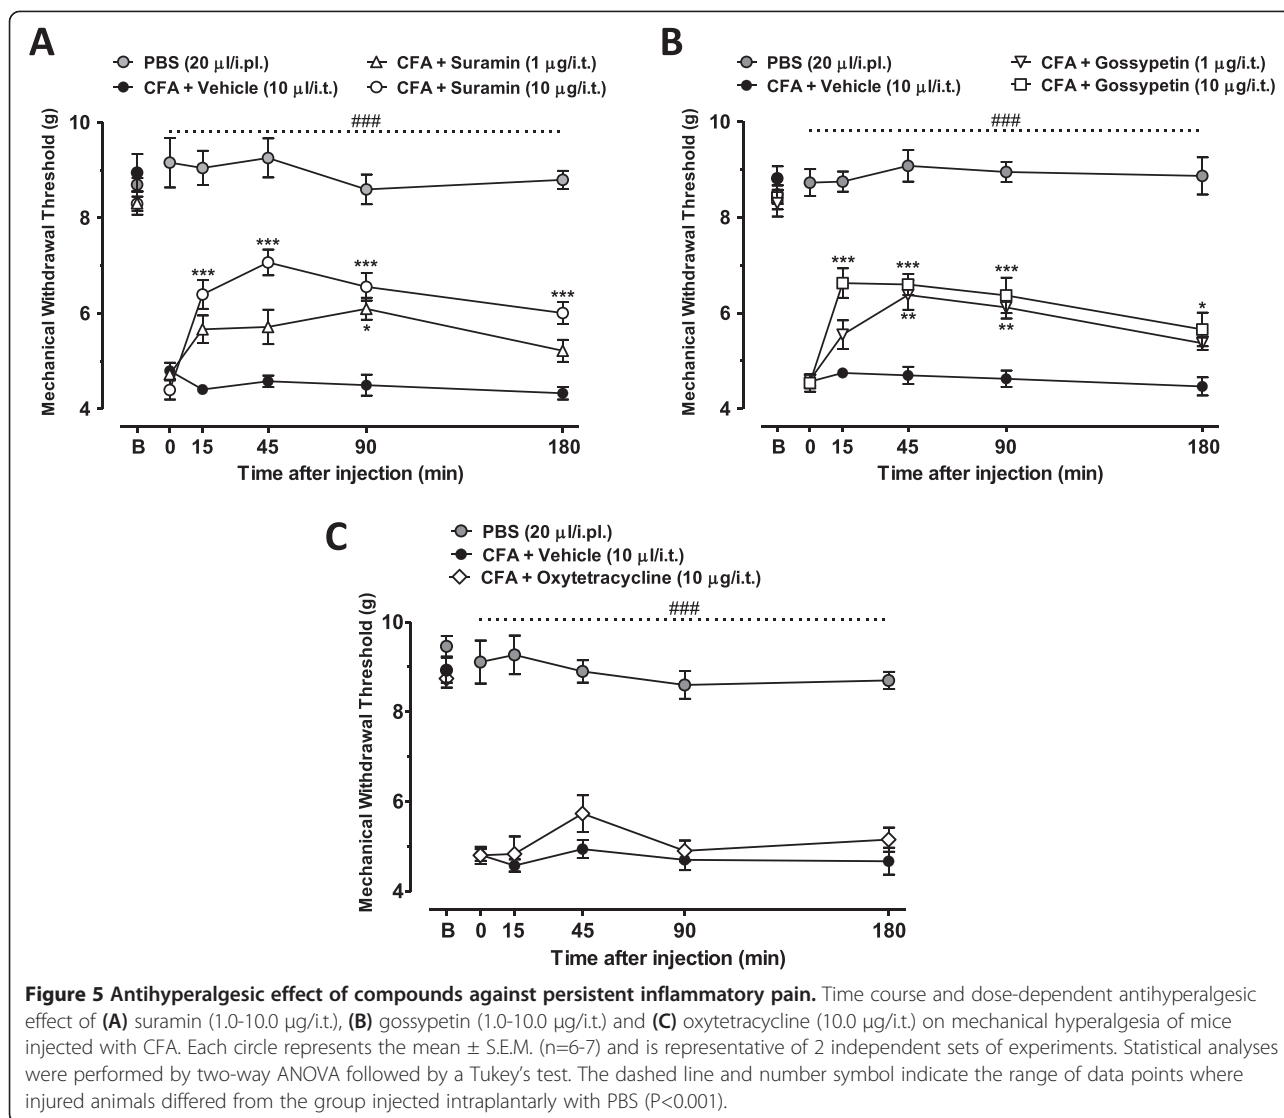 A
PBS (20 µl/i.pl.)
CFA + Vehicle (10 µl/i.t.)
CFA + Suramin (1 µg/i.t.)
CFA + Suramin (10 µg/i.t.)
###
Mechanical Withdrawal Threshold (g)
10
8
6
4
***
***
***
*
***
B 0 15 45 90 180
Time after injection (min)
B
PBS (20 µl/i.pl.)
CFA + Vehicle (10 µl/i.t.)
CFA + Gossypetin (1 µg/i.t.)
CFA + Gossypetin (10 µg/i.t.)
###
Mechanical Withdrawal Threshold (g)
10
8
6
4
***
***
**
***
**
*
B 0 15 45 90 180
Time after injection (min)
C
PBS (20 µl/i.pl.)
CFA + Vehicle (10 µl/i.t.)
CFA + Oxytetracycline (10 µg/i.t.)
###
Mechanical Withdrawal Threshold (g)
10
8
6
4
B 0 15 45 90 180
Time after injection (min)
Figure 5 Antihyperalgesic effect of compounds against persistent inflammatory pain. Time course and dose-dependent antihyperalgesic
effect of (A) suramin (1.0-10.0 µg/i.t.), (B) gossypetin (1.0-10.0 µg/i.t.) and (C) oxytetracycline (10.0 µg/i.t.) on mechanical hyperalgesia of mice
injected with CFA. Each circle represents the mean ± S.E.M. (n=6-7) and is representative of 2 independent sets of experiments. Statistical analyses
were performed by two-way ANOVA followed by a Tukey's test. The dashed line and number symbol indicate the range of data points where
injured animals differed from the group injected intraplantarly with PBS (P<0.001).